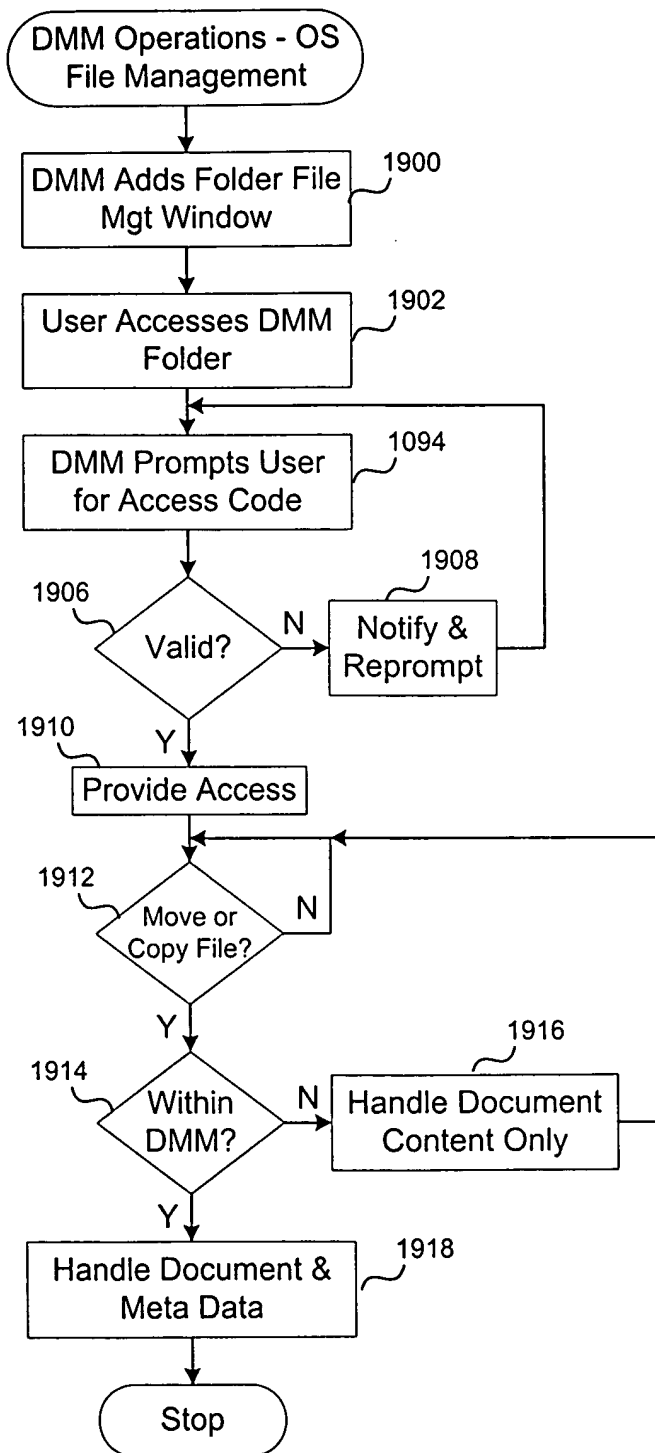 DMM Operations - OS
File Management
DMM Adds Folder File
Mgt Window
1900
User Accesses DMM
Folder
1902
DMM Prompts User
for Access Code
1094
1906
Valid?
N
Y
1908
Notify &
Reprompt
1910
Provide Access
1912
Move or
Copy File?
N
Y
1914
Within
DMM?
N
Y
1916
Handle Document
Content Only
1918
Handle Document &
Meta Data
Stop